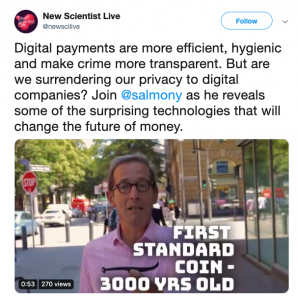 New Scientist Live
@newscilive
Follow
Digital payments are more efficient, hygienic
and make crime more transparent. But are
we surrendering our privacy to digital
companies? Join @salmony as he reveals
some of the surprising technologies that will
change the future of money.
STOP
FIRST
STANDARD
COIN -
3000 YRS OLD
0:53 270 views